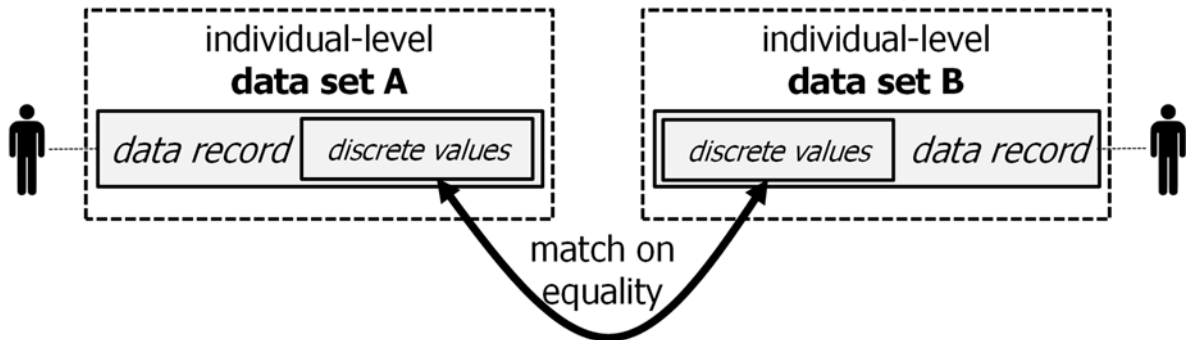 individual-level
data set A
data record
discrete values
individual-level
data set B
discrete values
data record
match on
equality